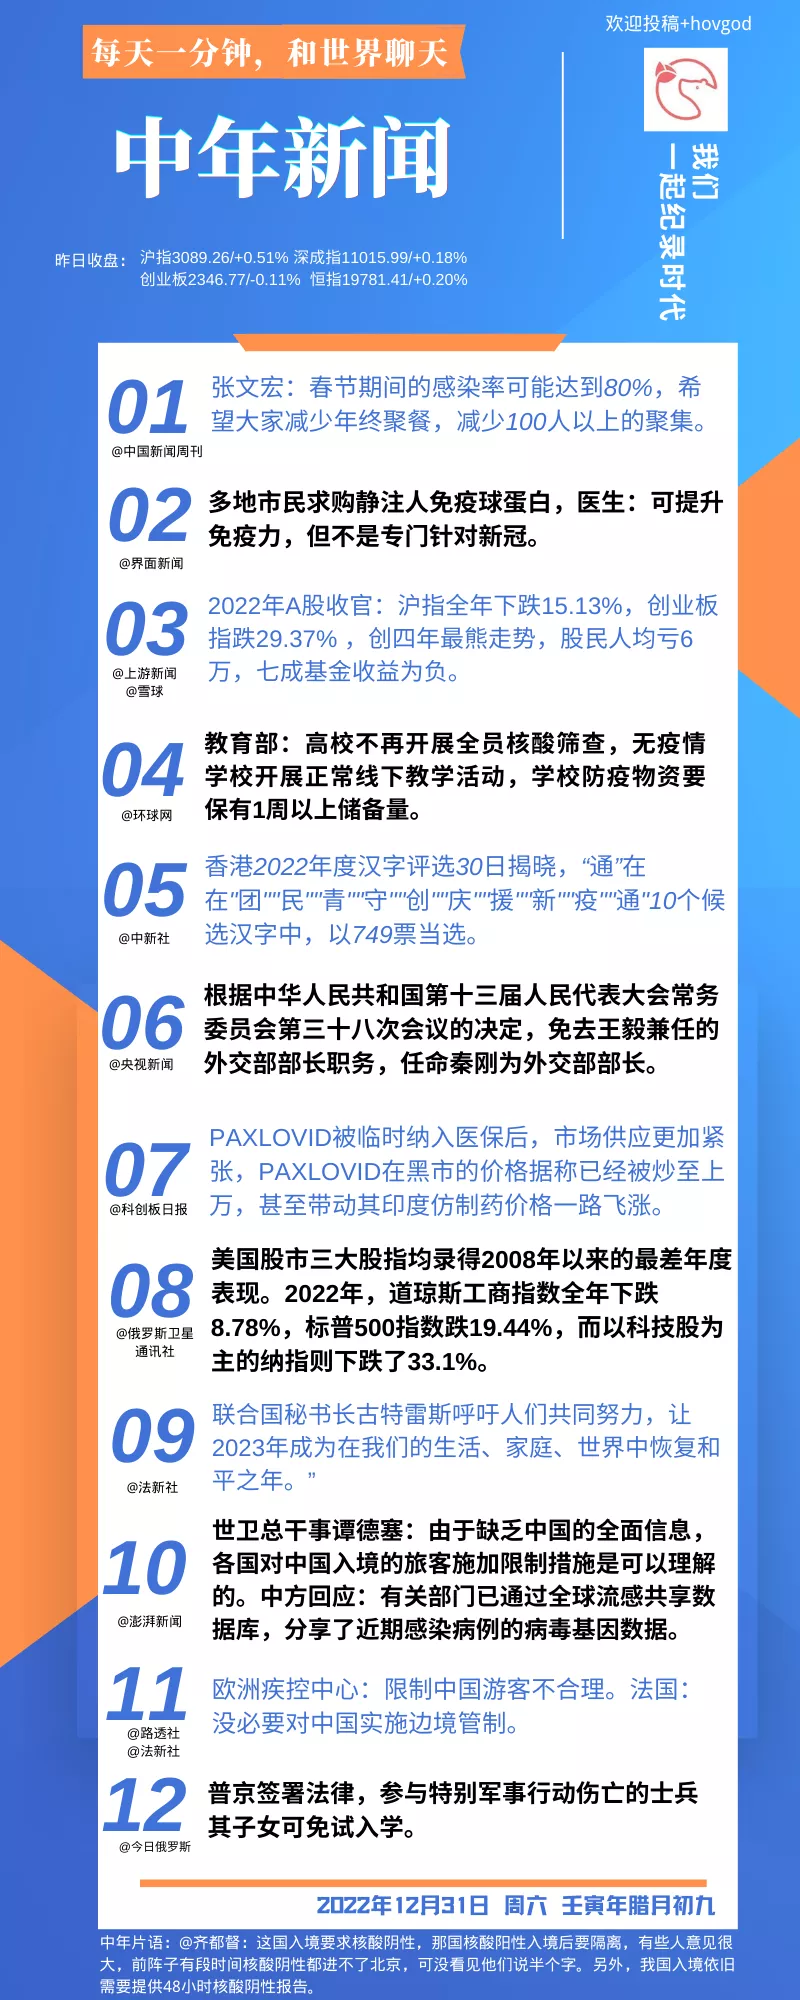 欢迎投稿+hovgod
每天一分钟，和世界聊天
中年新闻
我们
一起纪录时代
昨日收盘：
沪指3089.26/+0.51% 深成指11015.99/+0.18%
创业板2346.77/-0.11% 恒指19781.41/+0.20%
01
@中国新闻周刊
张文宏：春节期间的感染率可能达到80%，希
望大家减少年终聚餐，减少100人以上的聚集。
02
@界面新闻
多地市民求购静注人免疫球蛋白，医生：可提升
免疫力，但不是专门针对新冠。
03
@上游新闻
@雪球
2022年A股收官：沪指全年下跌15.13%，创业板
指跌29.37% ，创四年最熊走势，股民人均亏6
万，七成基金收益为负。
04
@环球网
教育部：高校不再开展全员核酸筛查，无疫情
学校开展正常线下教学活动，学校防疫物资要
保有1周以上储备量。
05
@中新社
香港2022年度汉字评选30日揭晓，“通”在
在"团""民""青""守""创""庆""援""新""疫""通"10个候
选汉字中，以749票当选。
06
@央视新闻
根据中华人民共和国第十三届人民代表大会常务
委员会第三十八次会议的决定，免去王毅兼任的
外交部部长职务，任命秦刚为外交部部长。
07
@科创板日报
PAXLOVID被临时纳入医保后，市场供应更加紧
张，PAXLOVID在黑市的价格据称已经被炒至上
万，甚至带动其印度仿制药价格一路飞涨。
08
@俄罗斯卫星
通讯社
美国股市三大股指均录得2008年以来的最差年度
表现。2022年，道琼斯工商指数全年下跌
8.78%，标普500指数跌19.44%，而以科技股为
主的纳指则下跌了33.1%。
09
@法新社
联合国秘书长古特雷斯呼吁人们共同努力，让
2023年成为在我们的生活、家庭、世界中恢复和
平之年。”
10
@澎湃新闻
世卫总干事谭德塞：由于缺乏中国的全面信息，
各国对中国入境的旅客施加限制措施是可以理解
的。中方回应：有关部门已通过全球流感共享数
据库，分享了近期感染病例的病毒基因数据。
11
@路透社
@法新社
欧洲疾控中心：限制中国游客不合理。法国：
没必要对中国实施边境管制。
12
@今日俄罗斯
普京签署法律，参与特别军事行动伤亡的士兵
其子女可免试入学。
2022年12月31日 周六 壬寅年腊月初九
中年片语：@齐都督：这国入境要求核酸阴性，那国核酸阳性入境后要隔离，有些人意见很
大，前阵子有段时间核酸阴性都进不了北京，可没看见他们说半个字。另外，我国入境依旧
需要提供48小时核酸阴性报告。